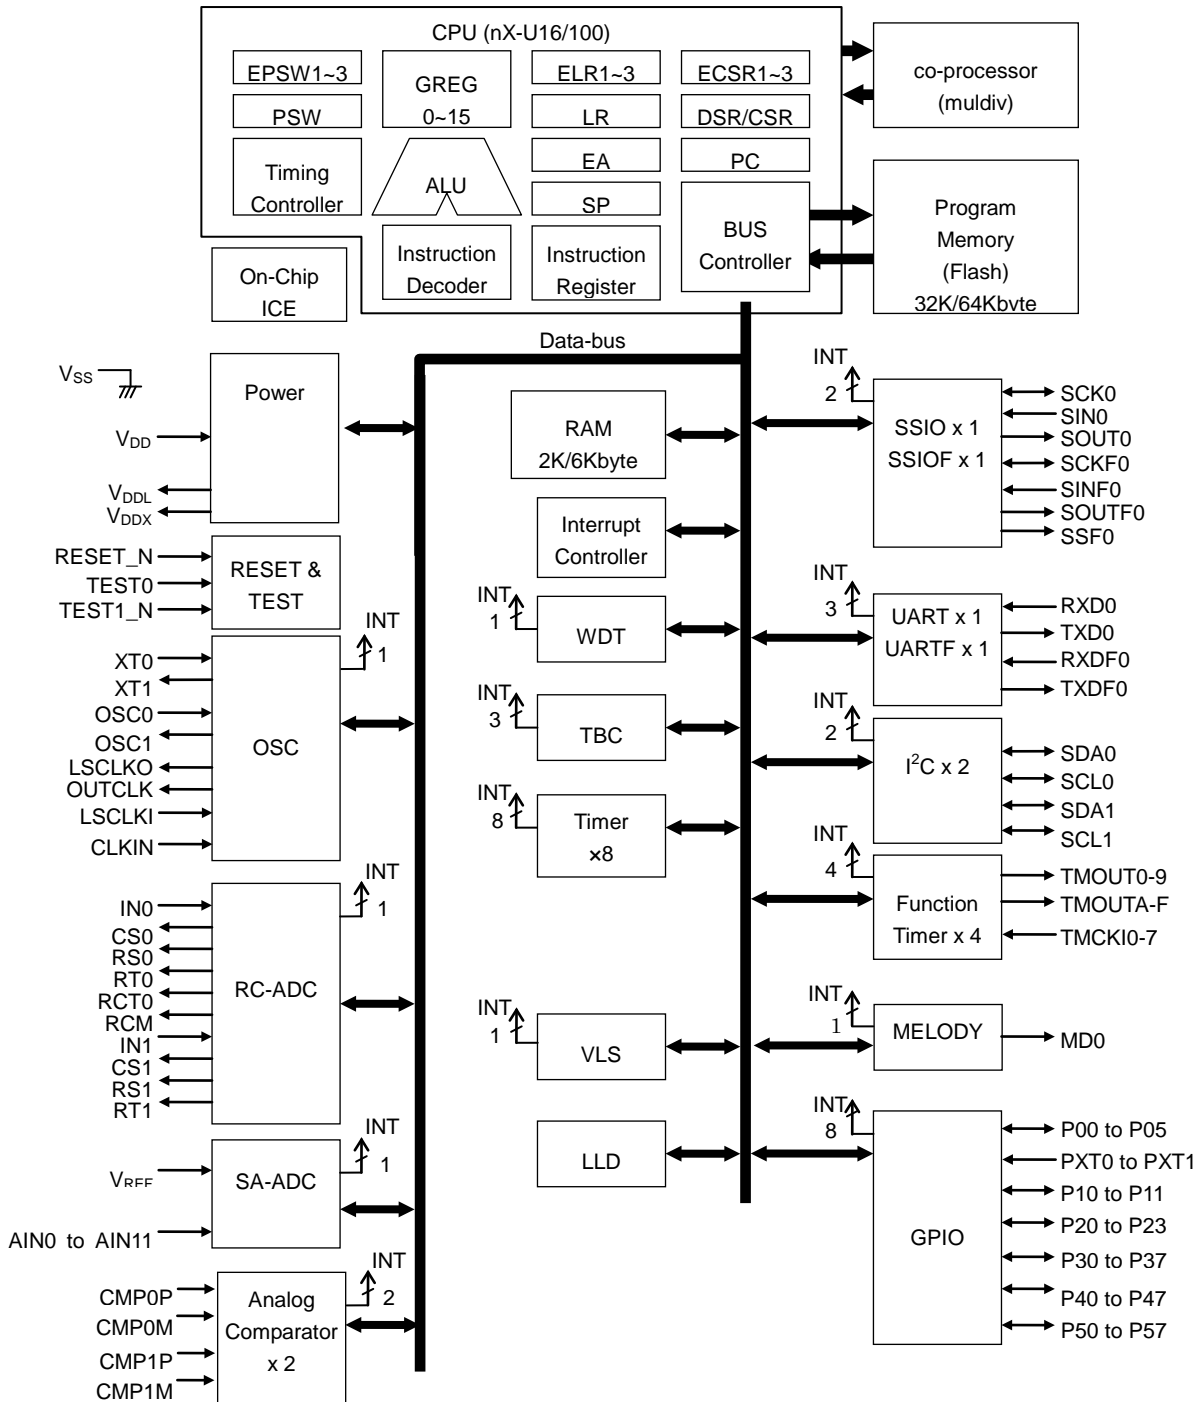 CPU (nX-U16/100)
EPSW1~3
GREG
0~15
ELR1~3
ECSR1~3
PSW
LR
DSR/CSR
Timing
Controller
ALU
EA
PC
SP
BUS
Controller
Instruction
Decoder
Instruction
Register
On-Chip
ICE
co-processor
(muldiv)
Program
Memory
(Flash)
32K/64Kbyte
Data-bus
VSS
VDD
VDDL
VDDX
Power
RESET_N
TEST0
TEST1_N
RESET &
TEST
INT
1
XT0
XT1
OSC0
OSC1
LSCLKO
OUTCLK
LSCLKI
CLKIN
OSC
INT
1
IN0
CS0
RS0
RT0
RCT0
RCM
IN1
CS1
RS1
RT1
RC-ADC
INT
1
VREF
AIN0 to AIN11
SA-ADC
INT
2
CMP0P
CMP0M
CMP1P
CMP1M
Analog
Comparator
x 2
RAM
2K/6Kbyte
Interrupt
Controller
INT
1
WDT
INT
3
TBC
INT
8
Timer
×8
INT
1
VLS
LLD
INT
2
SSIO x 1
SSIOF x 1
SCK0
SIN0
SOUT0
SCKF0
SINF0
SOUTF0
SSF0
INT
3
UART x 1
UARTF x 1
RXD0
TXD0
RXDF0
TXDF0
INT
2
I²C x 2
SDA0
SCL0
SDA1
SCL1
INT
4
Function
Timer x 4
TMOUT0-9
TMOUTA-F
TMCKI0-7
INT
1
MELODY
MD0
INT
8
GPIO
P00 to P05
PXT0 to PXT1
P10 to P11
P20 to P23
P30 to P37
P40 to P47
P50 to P57